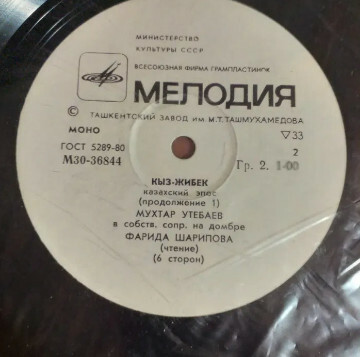 МИНИСТЕРСТВО
КУЛЬТУРЫ СССР
ВСЕСОЮЗНАЯ ФИРМА ГРАМПЛАСТИНОК
МЕЛОДИЯ
© ТАШКЕНТСКИЙ ЗАВОД ИМ. М.Т. ТАШМУХАМЕДОВА
МОНО ▽33
ГОСТ 5289-80 2
М30-36844 Гр. 2. 1-00
КЫЗ-ЖИБЕК
казахский эпос
(продолжение 1)
МУХТАР УТЕБАЕВ
в собств. сопр. на домбре
ФАРИДА ШАРИПОВА
(чтение)
(6 сторон)